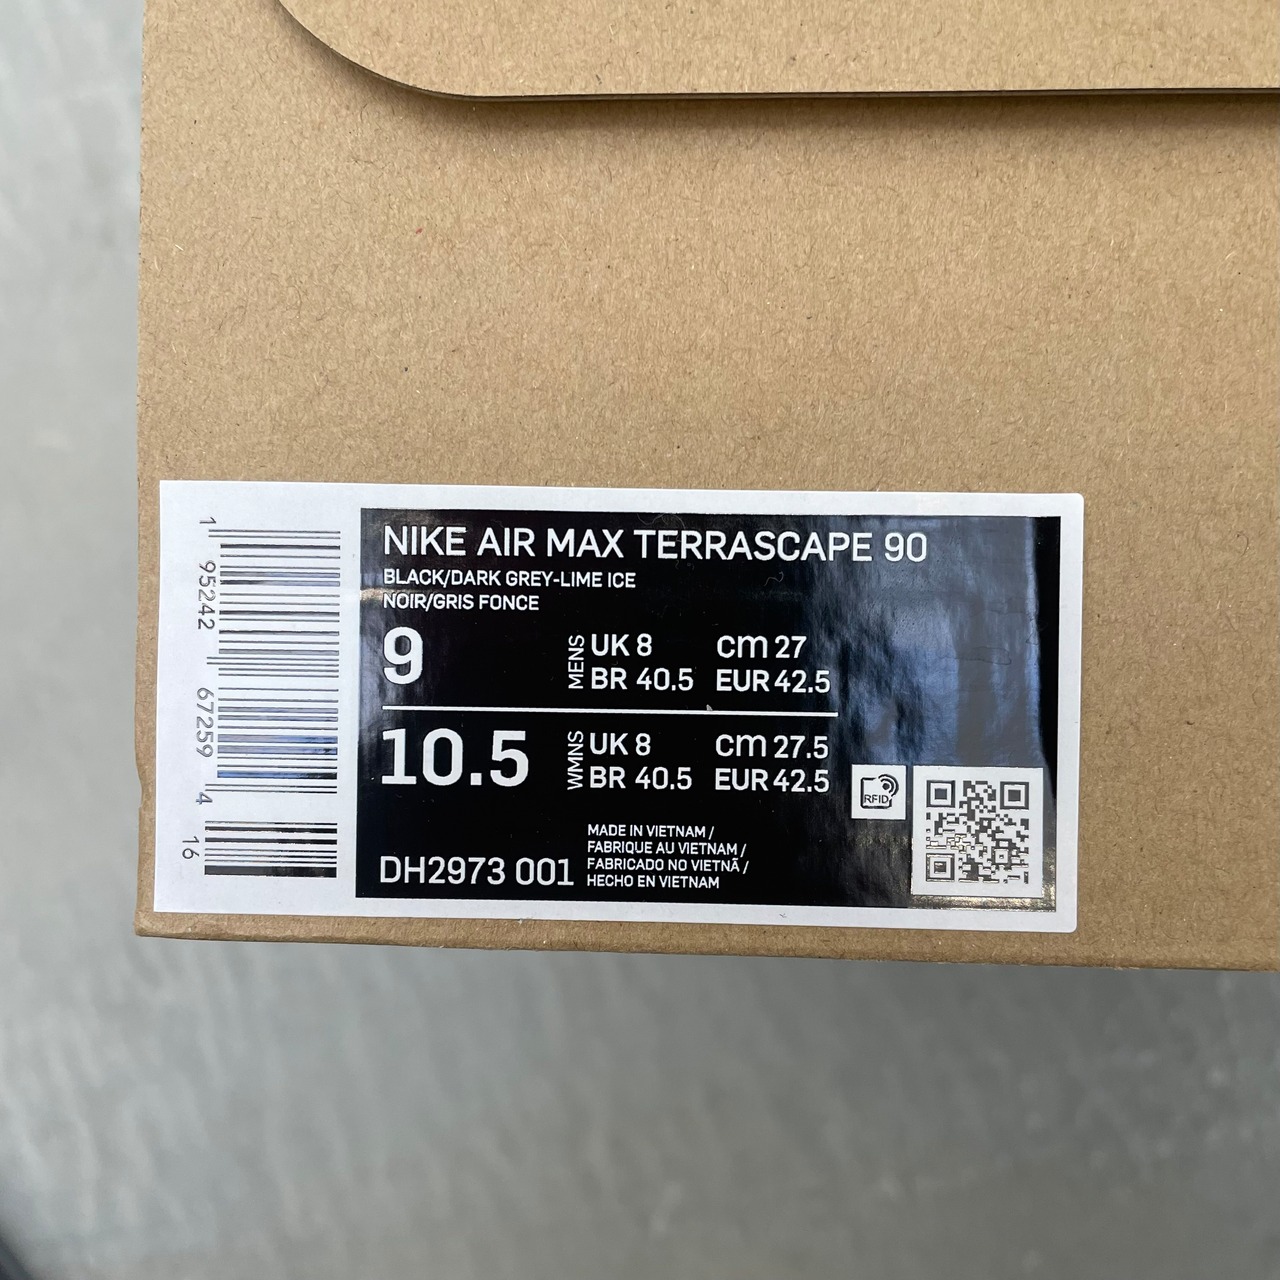 NIKE AIR MAX TERRASCAPE 90
BLACK/DARK GREY-LIME ICE
NOIR/GRIS FONCE
9 MENS UK 8 CM 27
BR 40.5 EUR 42.5
10.5 WMNS UK 8 CM 27.5
BR 40.5 EUR 42.5
RFID
DH2973 001
MADE IN VIETNAM /
FABRIQUE AU VIETNAM /
FABRICADO NO VIETNÃ /
HECHO EN VIETNAM
1 95242 67259 4
16